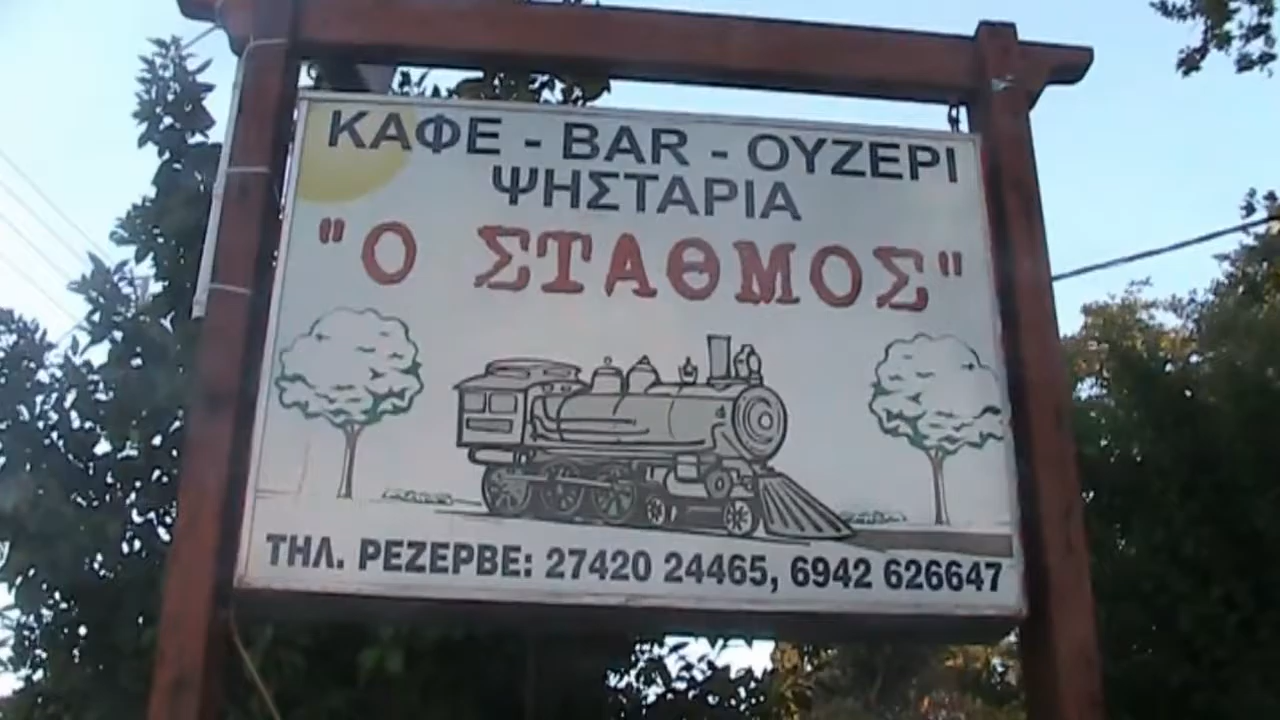 ΚΑΦΕ - BAR - ΟΥΖΕΡΙ
ΨΗΣΤΑΡΙΑ
"Ο ΣΤΑΘΜΟΣ"
ΤΗΛ. ΡΕΖΕΡΒΕ: 27420 24465, 6942 626647